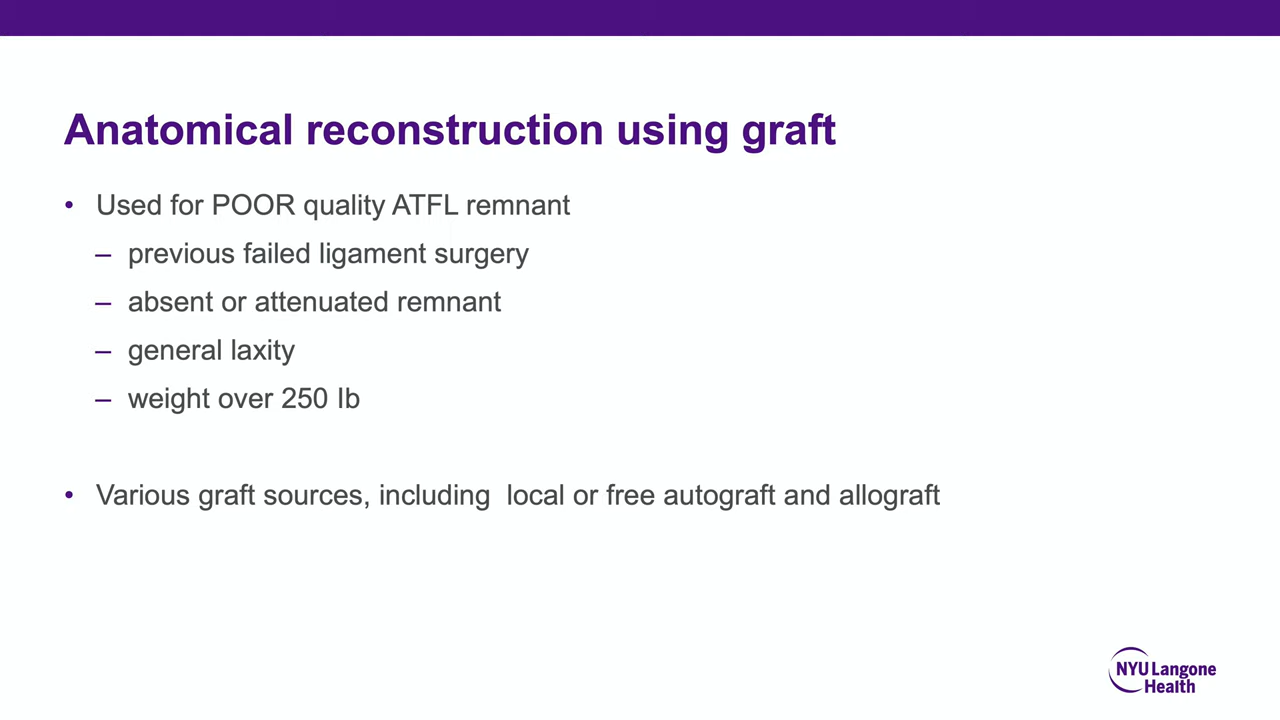 Anatomical reconstruction using graft
• Used for POOR quality ATFL remnant
– previous failed ligament surgery
– absent or attenuated remnant
– general laxity
– weight over 250 Ib
• Various graft sources, including  local or free autograft and allograft
NYU Langone
Health